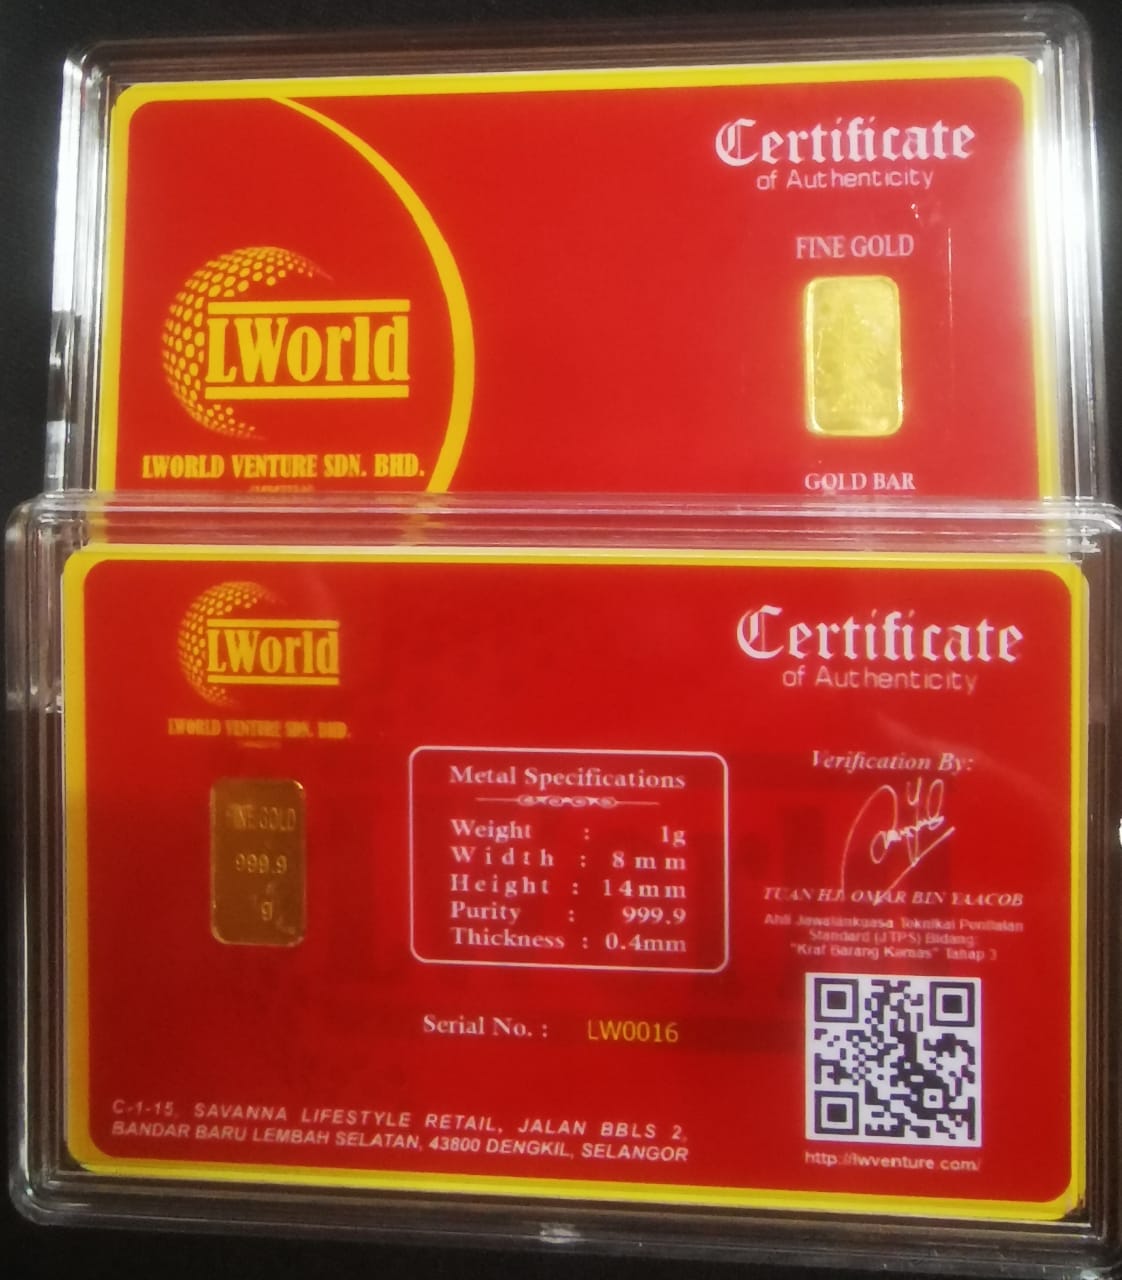 Certificate
of Authenticity
FINE GOLD
LWorld
LWORLD VENTURE SDN. BHD.
GOLD BAR
LWorld
LWORLD VENTURE SDN. BHD.
Certificate
of Authenticity
FINE GOLD
999.9
g
Metal Specifications
Weight : 1g
Width : 8mm
Height : 14mm
Purity : 999.9
Thickness : 0.4mm
Serial No. : LW0016
Verification By:
TUAN HJ. OMAR BIN YAACOB
Ahli Jawatankuasa Teknikal Penilaian
Standard (JTPS) Bidang:
"Kraf Barang Kemas" Tahap 3
http://lwventure.com/
C-1-15, SAVANNA LIFESTYLE RETAIL, JALAN BBLS 2,
BANDAR BARU LEMBAH SELATAN, 43800 DENGKIL, SELANGOR